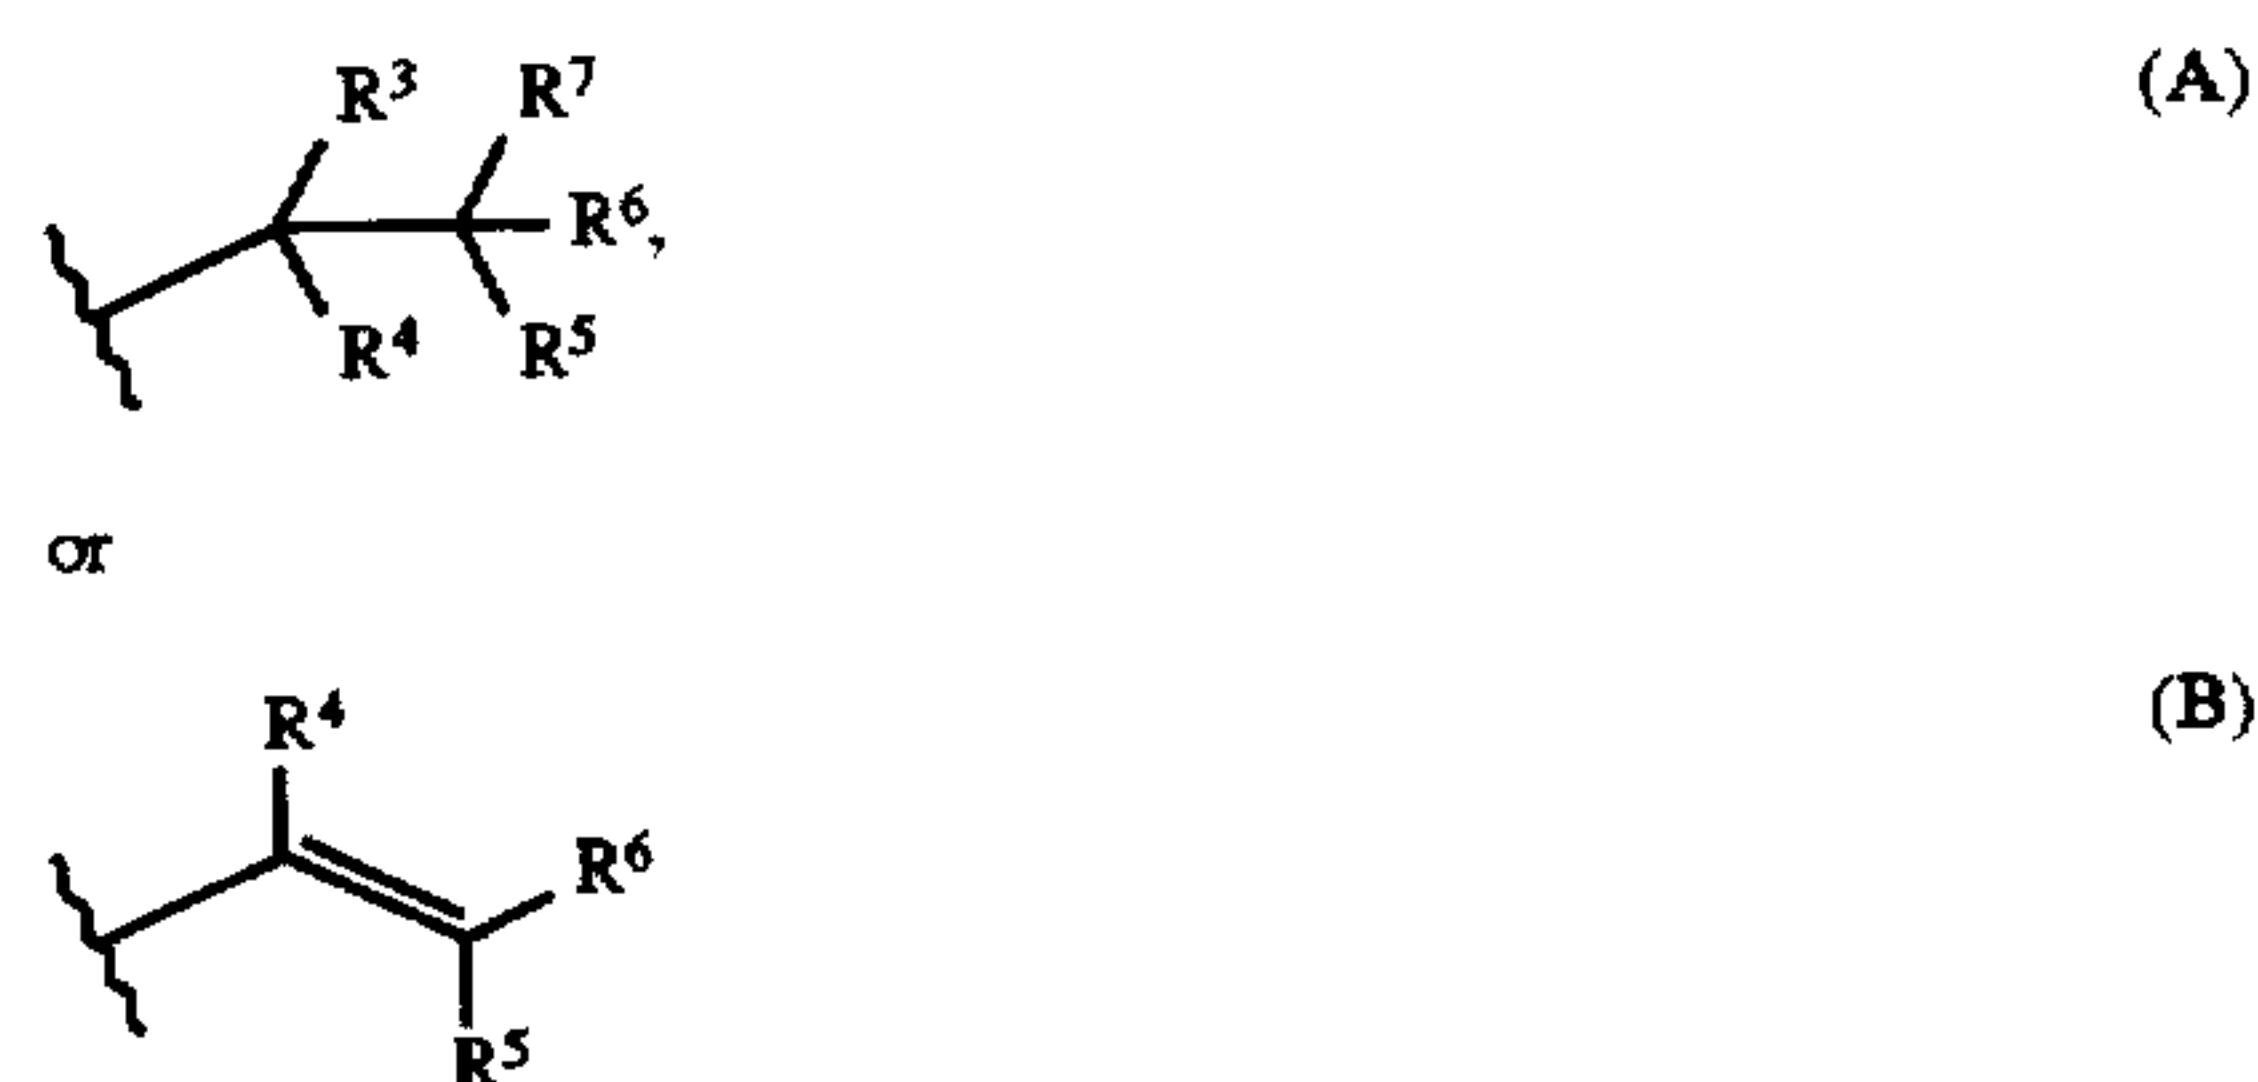 R³ R⁷ (A)
R⁶,
R⁴ R⁵
or
R⁴ (B)
R⁶
R⁵